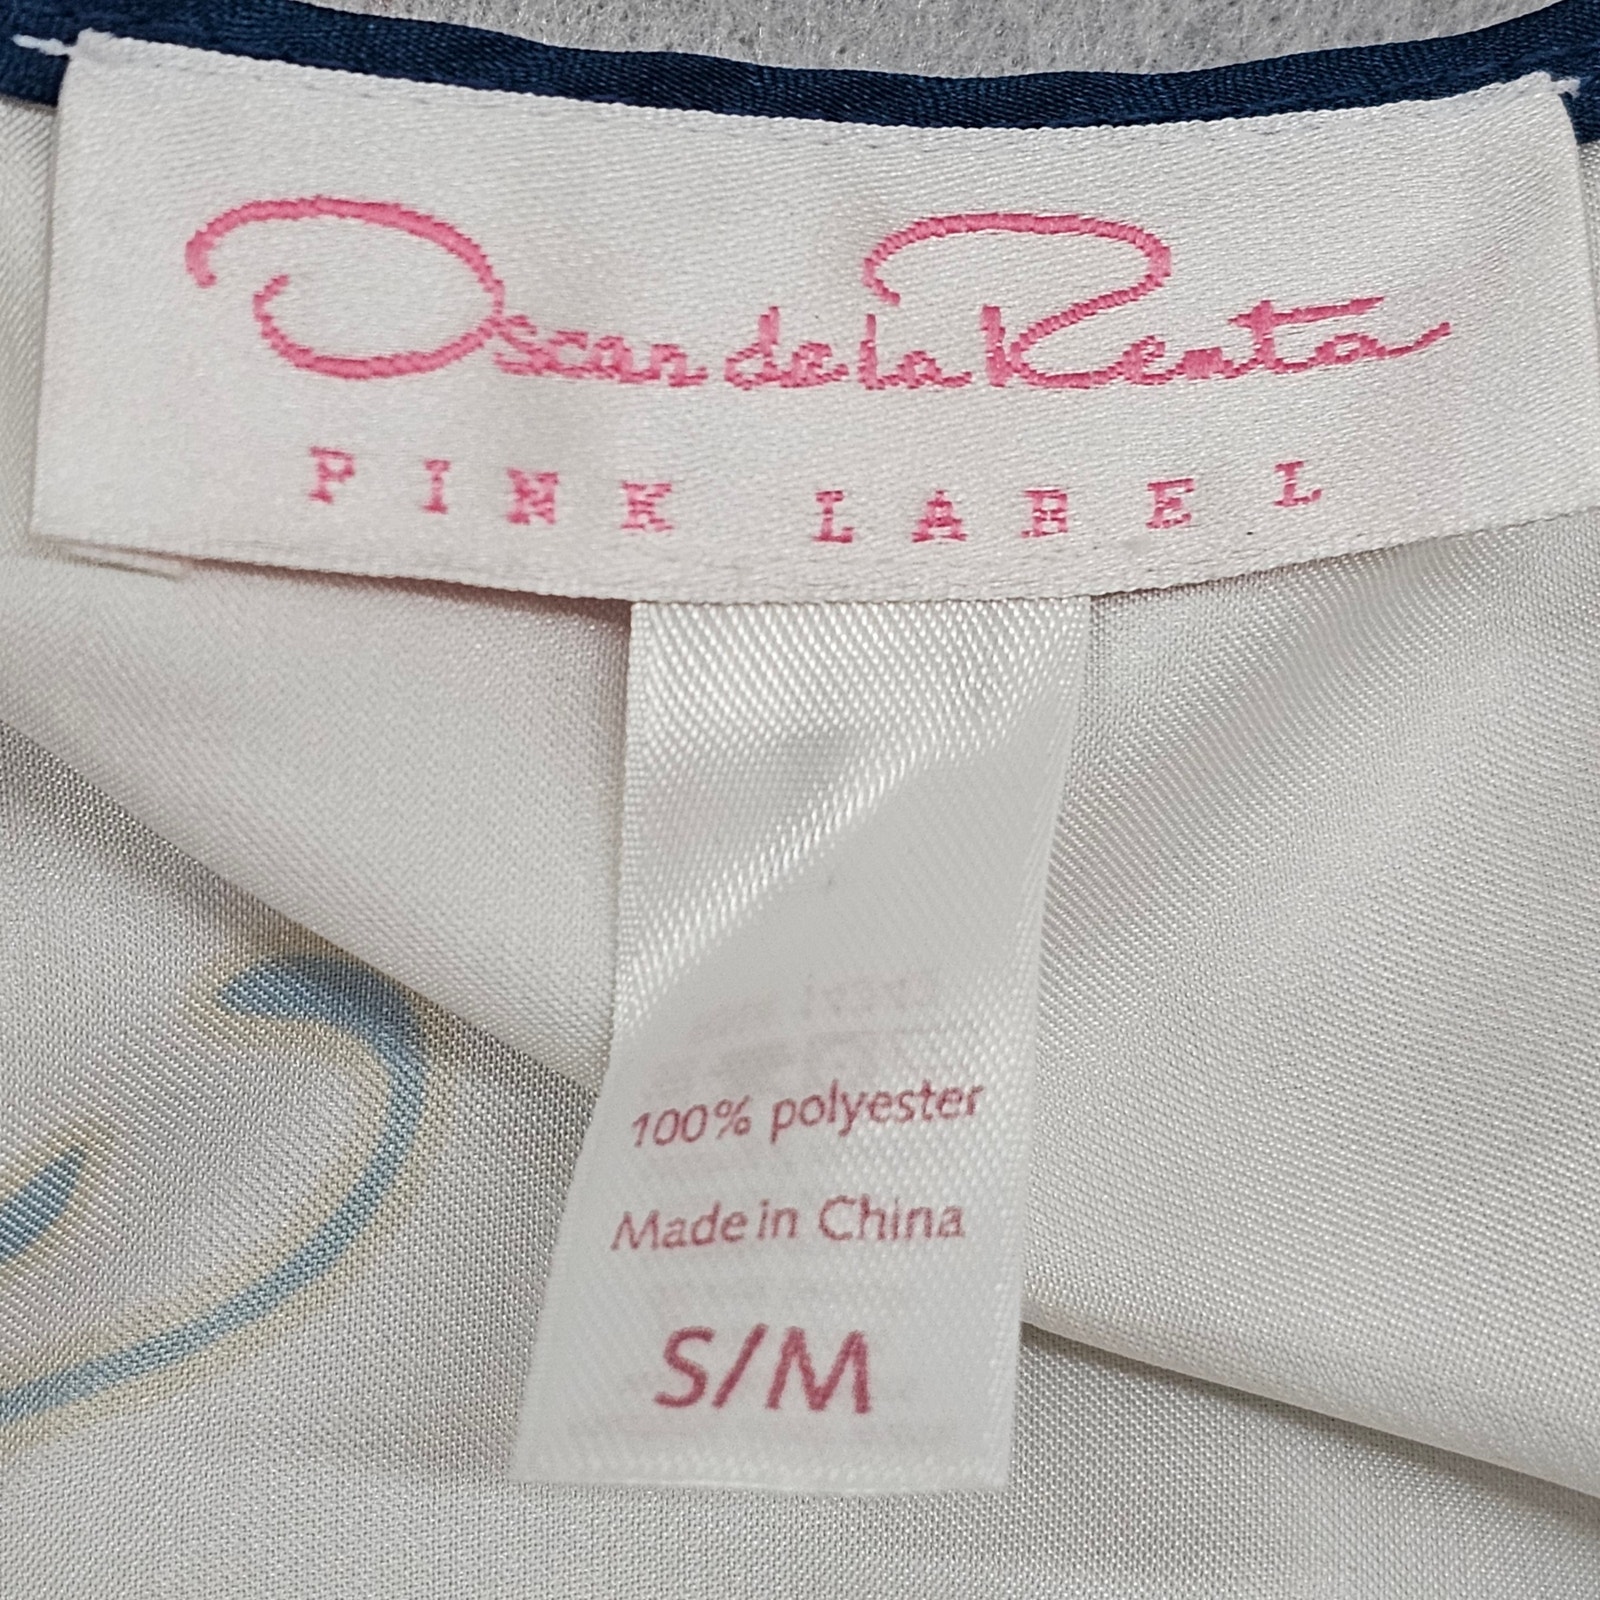 Oscar de la Renta
PINK LABEL
100% polyester
Made in China
S/M